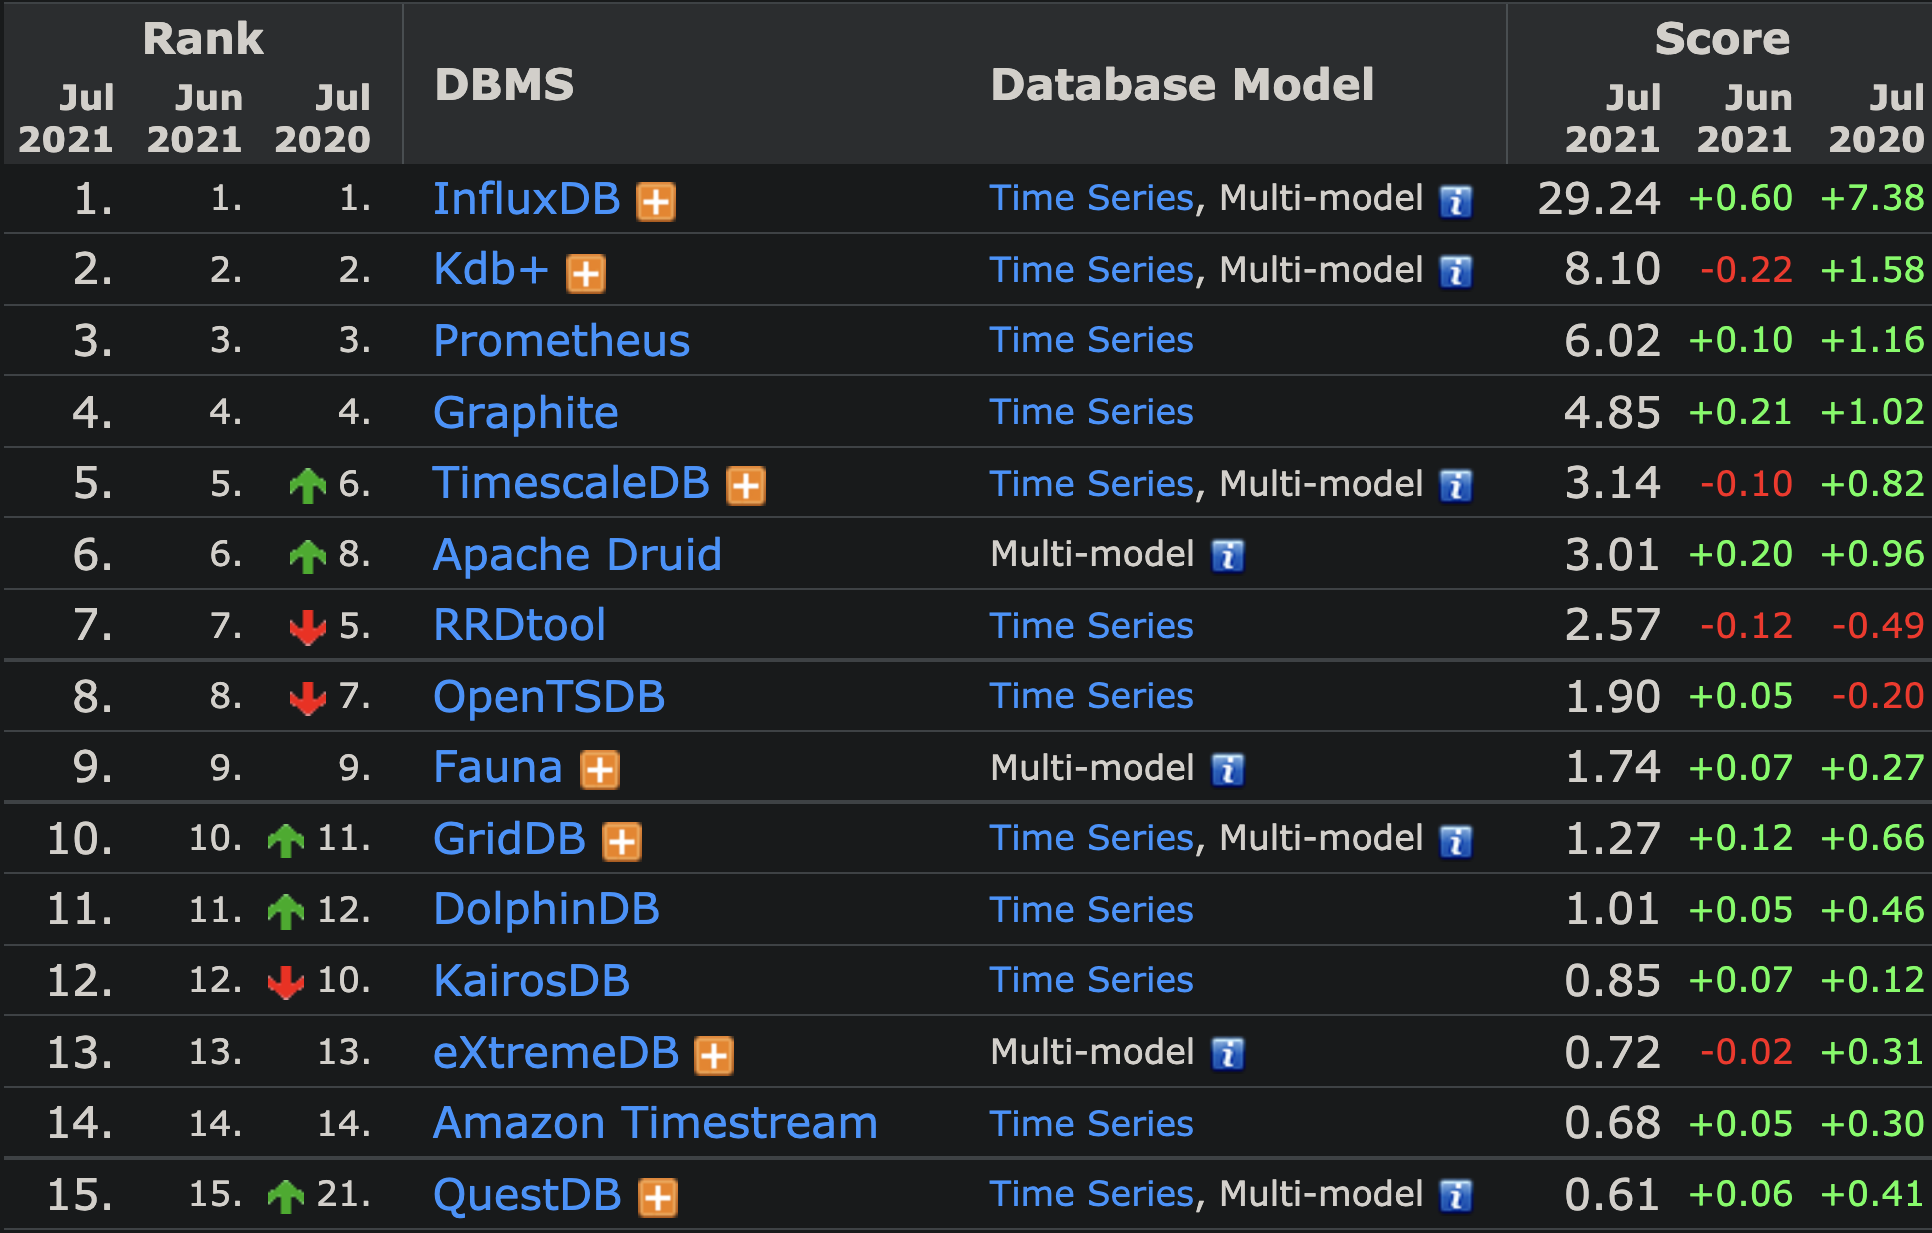 Rank DBMS Database Model Score
Jul 2021 Jun 2021 Jul 2020 Jul 2021 Jun 2021 Jul 2020
1. 1. 1. InfluxDB Time Series, Multi-model 29.24 +0.60 +7.38
2. 2. 2. Kdb+ Time Series, Multi-model 8.10 -0.22 +1.58
3. 3. 3. Prometheus Time Series 6.02 +0.10 +1.16
4. 4. 4. Graphite Time Series 4.85 +0.21 +1.02
5. 5. 6. TimescaleDB Time Series, Multi-model 3.14 -0.10 +0.82
6. 6. 8. Apache Druid Multi-model 3.01 +0.20 +0.96
7. 7. 5. RRDtool Time Series 2.57 -0.12 -0.49
8. 8. 7. OpenTSDB Time Series 1.90 +0.05 -0.20
9. 9. 9. Fauna Multi-model 1.74 +0.07 +0.27
10. 10. 11. GridDB Time Series, Multi-model 1.27 +0.12 +0.66
11. 11. 12. DolphinDB Time Series 1.01 +0.05 +0.46
12. 12. 10. KairosDB Time Series 0.85 +0.07 +0.12
13. 13. 13. eXtremeDB Multi-model 0.72 -0.02 +0.31
14. 14. 14. Amazon Timestream Time Series 0.68 +0.05 +0.30
15. 15. 21. QuestDB Time Series, Multi-model 0.61 +0.06 +0.41